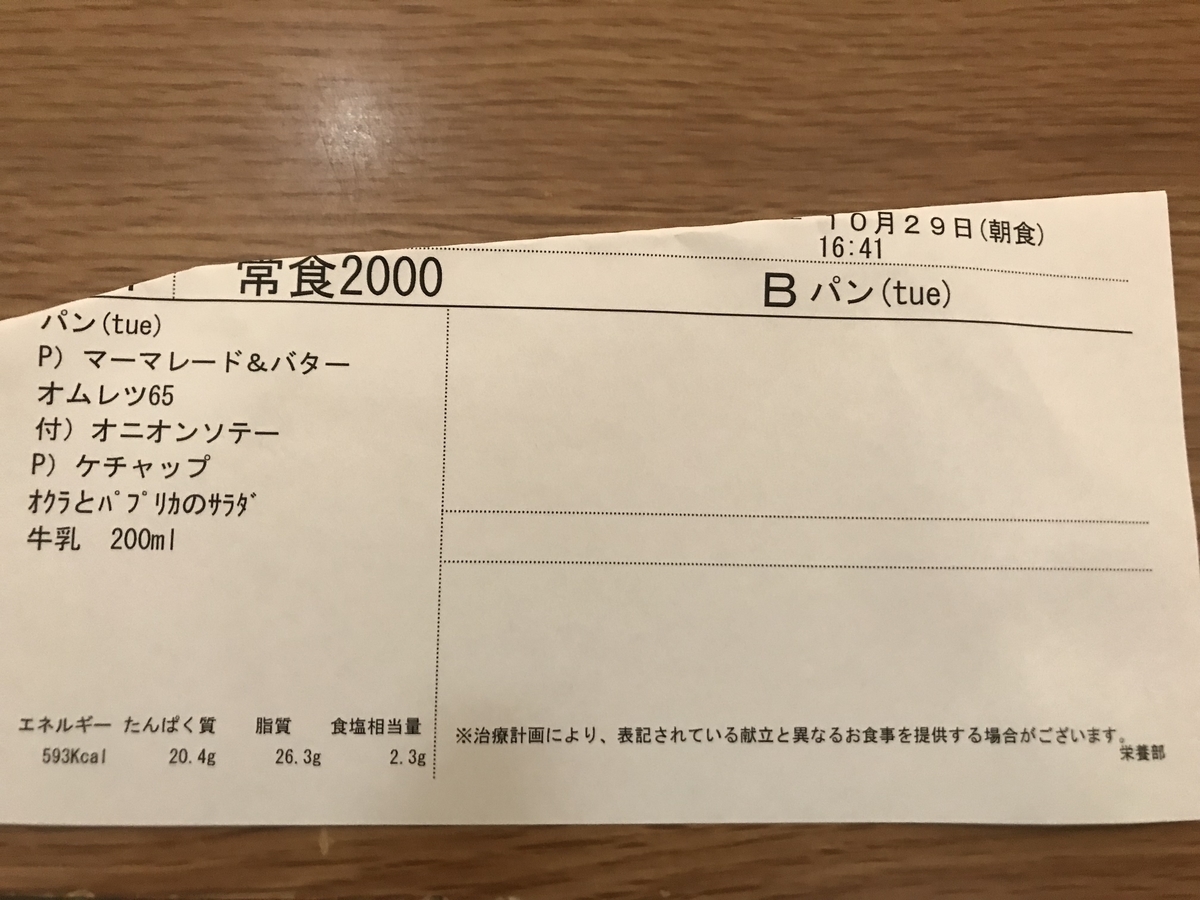 10月29日(朝食)
16:41
常食2000
B パン(tue)
パン(tue)
P) マーマレード&バター
オムレツ65
付) オニオンソテー
P) ケチャップ
ｵｸﾗとﾊﾟﾌﾟﾘｶのｻﾗﾀﾞ
牛乳 200ml
エネルギー たんぱく質 脂質 食塩相当量
593Kcal 20.4g 26.3g 2.3g
※治療計画により、表記されている献立と異なるお食事を提供する場合がございます。
栄養部